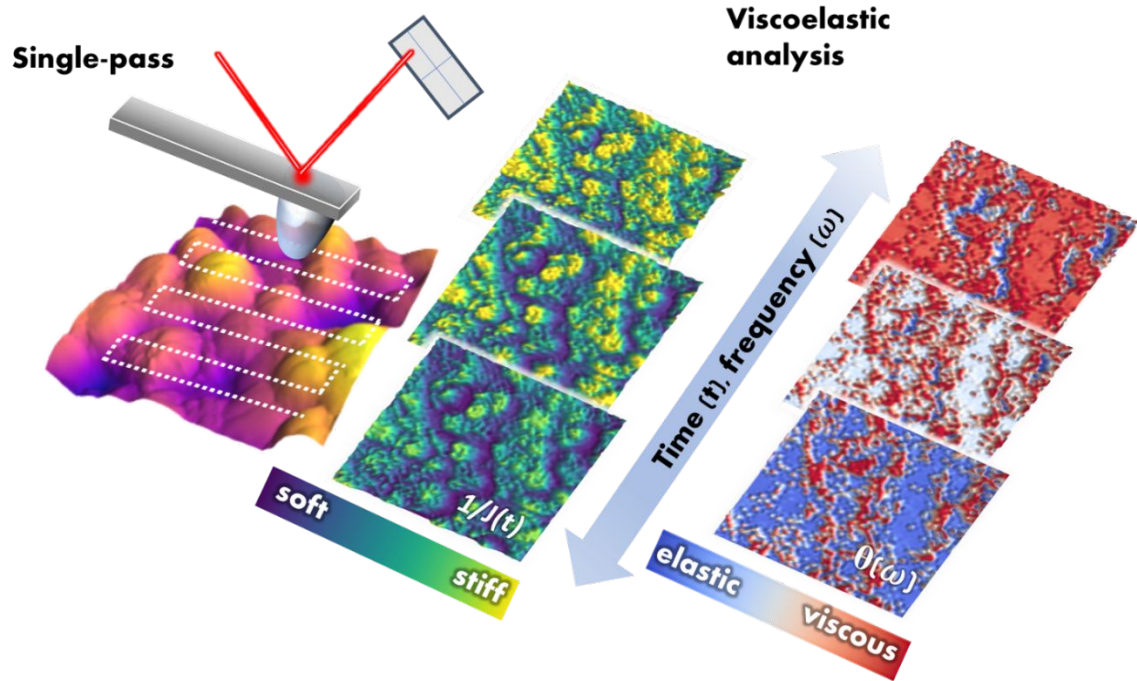 Single-pass
Viscoelastic
analysis
Time (t), frequency (ω)
soft
stiff
1/J(t)
elastic
viscous
θ(ω)